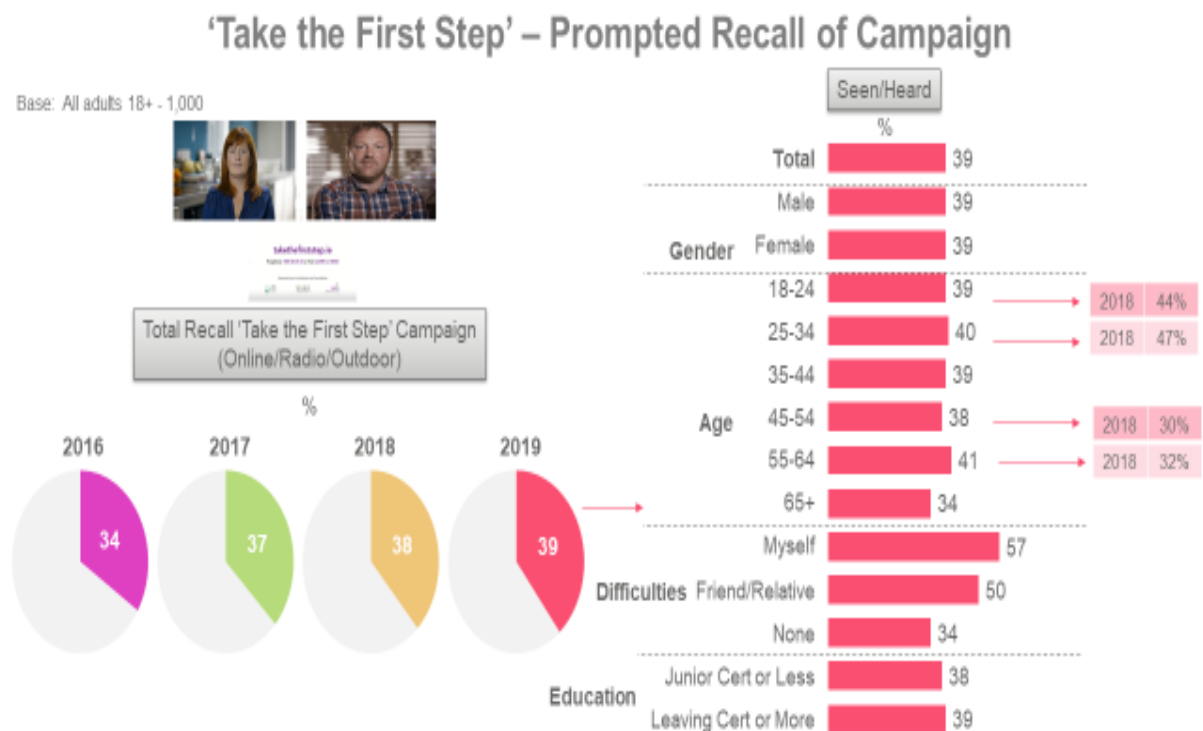 'Take the First Step' – Prompted Recall of Campaign
Base: All adults 18+ - 1,000
takethefirststep.ie
Total Recall 'Take the First Step' Campaign
(Online/Radio/Outdoor)
%
2016
2017
2018
2019
34
37
38
39
Seen/Heard
%
Total 39
Gender
Male 39
Female 39
Age
18-24 39
2018 44%
25-34 40
2018 47%
35-44 39
45-54 38
2018 30%
55-64 41
2018 32%
65+ 34
Difficulties
Myself 57
Friend/Relative 50
None 34
Education
Junior Cert or Less 38
Leaving Cert or More 39